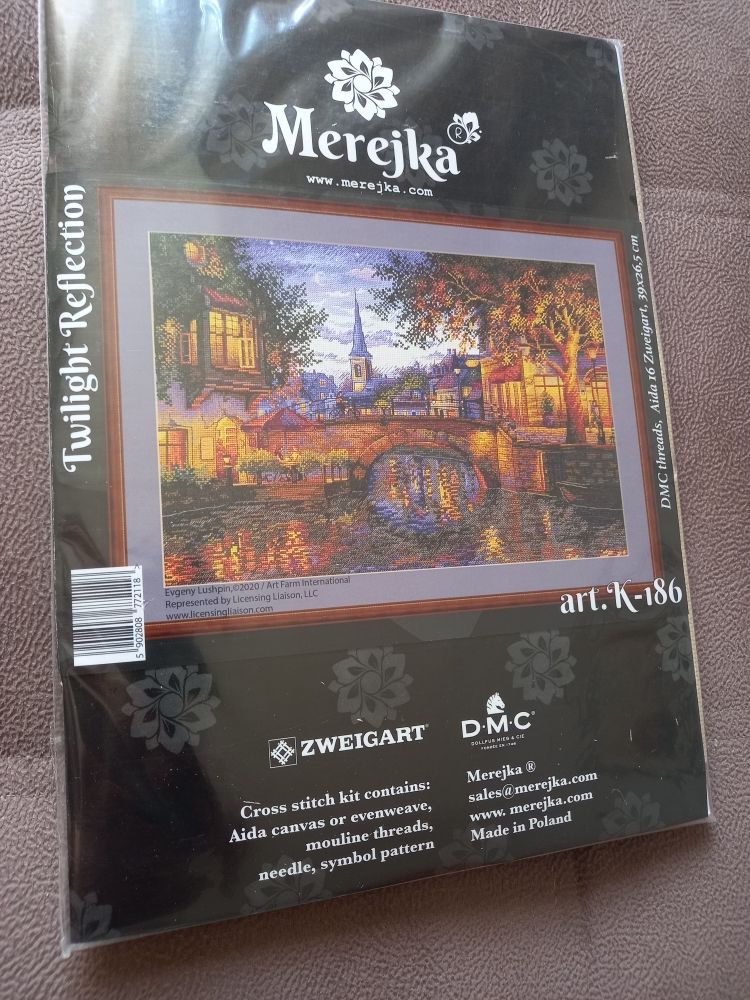 Merejka
R
www.merejka.com
Twilight Reflection
DMC threads, Aida 16 Zweigart, 39x26,5 cm
Evgeny Lushpin,©2020 / Art Farm International
Represented by Licensing Liaison, LLC
www.licensingliaison.com
5 902808 772118 >
art.K-186
ZWEIGART®
D·M·C®
DOLLFUS MIEG & CIE
Cross stitch kit contains:
Aida canvas or evenweave,
mouline threads,
needle, symbol pattern
Merejka ®
sales@merejka.com
www. merejka.com
Made in Poland